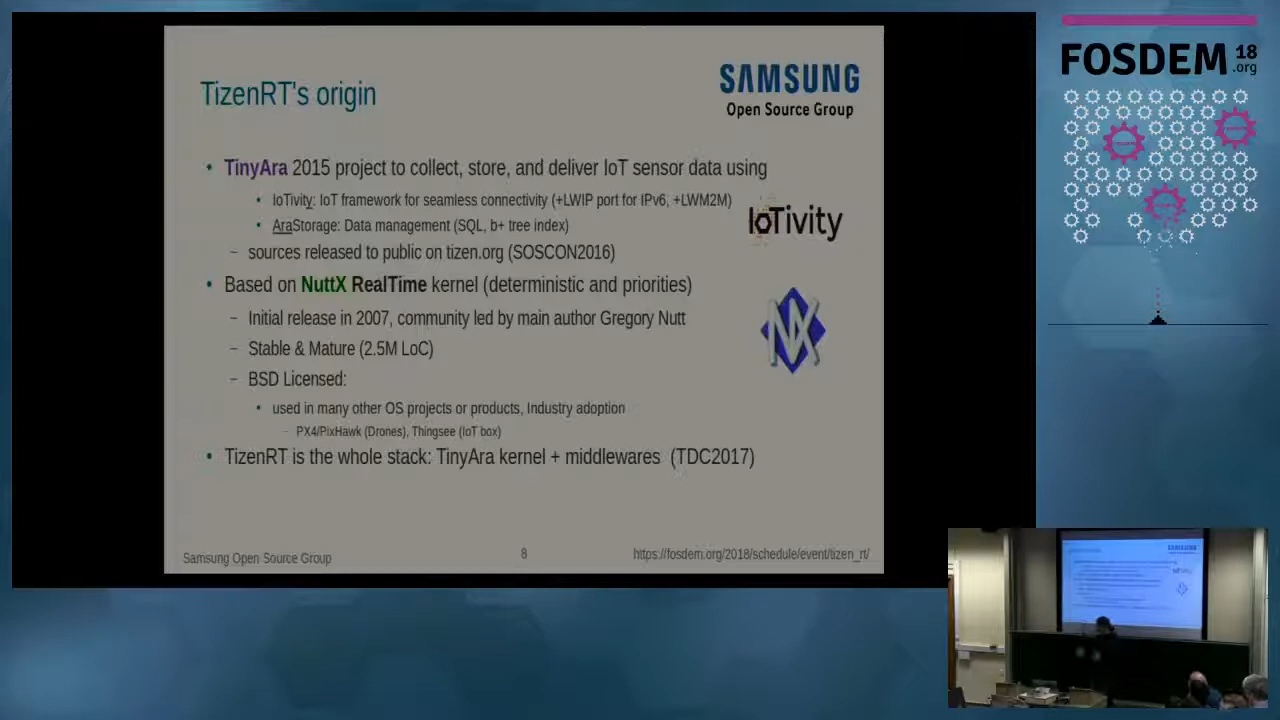 TizenRT's origin
SAMSUNG
Open Source Group
• TinyAra 2015 project to collect, store, and deliver IoT sensor data using
• IoTivity: IoT framework for seamless connectivity (+LWIP port for IPv6, +LWM2M)
• AraStorage: Data management (SQL, b+ tree index)
– sources released to public on tizen.org (SOSCON2016)
IoTivity
• Based on NuttX RealTime kernel (deterministic and priorities)
– Initial release in 2007, community led by main author Gregory Nutt
– Stable & Mature (2.5M LoC)
– BSD Licensed:
NX
• used in many other OS projects or products, Industry adoption
– PX4/PixHawk (Drones), Thingsee (IoT box)
• TizenRT is the whole stack: TinyAra kernel + middlewares (TDC2017)
Samsung Open Source Group
8
https://fosdem.org/2018/schedule/event/tizen_rt/
FOSDEM 18
.org
SAMSUNG